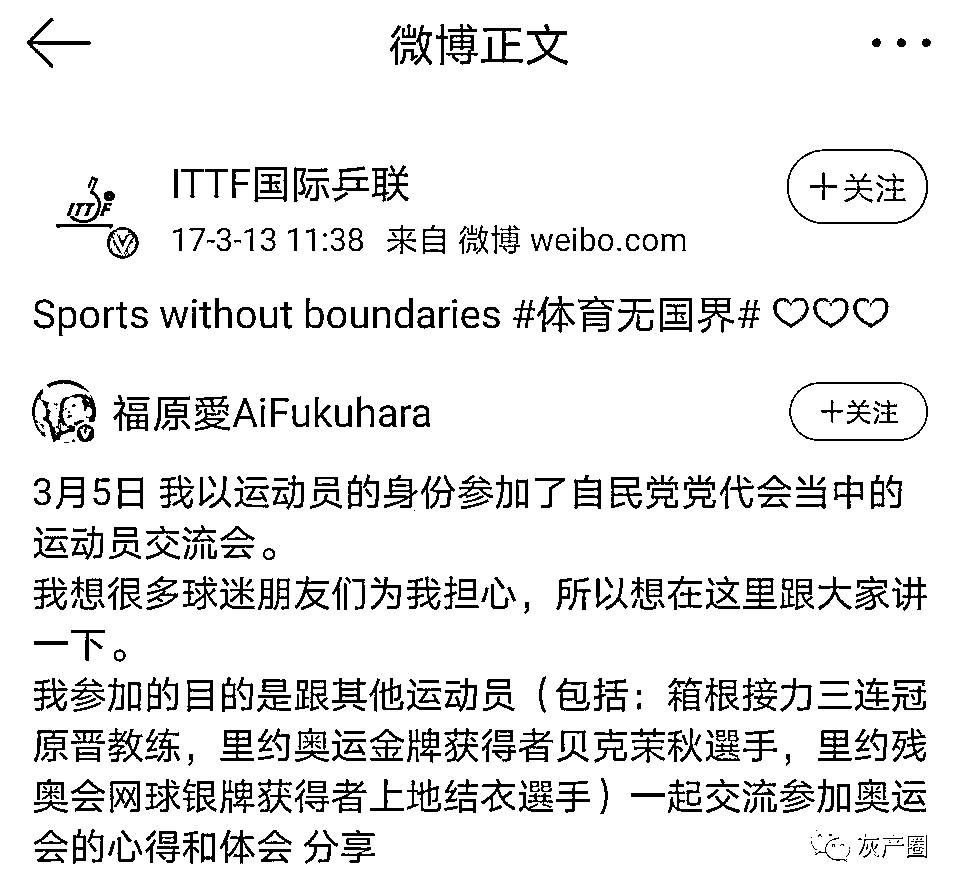 微博正文
ITTF
ITTF国际乒联
+关注
17-3-13 11:38 来自 微博 weibo.com
Sports without boundaries #体育无国界# ♡♡♡
福原愛AiFukuhara
+关注
3月5日 我以运动员的身份参加了自民党党代会当中的
运动员交流会。
我想很多球迷朋友们为我担心，所以想在这里跟大家讲
一下。
我参加的目的是跟其他运动员（包括：箱根接力三连冠
原晋教练，里约奥运金牌获得者贝克茉秋選手，里约残
奥会网球银牌获得者上地结衣選手）一起交流参加奥运
会的心得和体会 分享
灰产圈